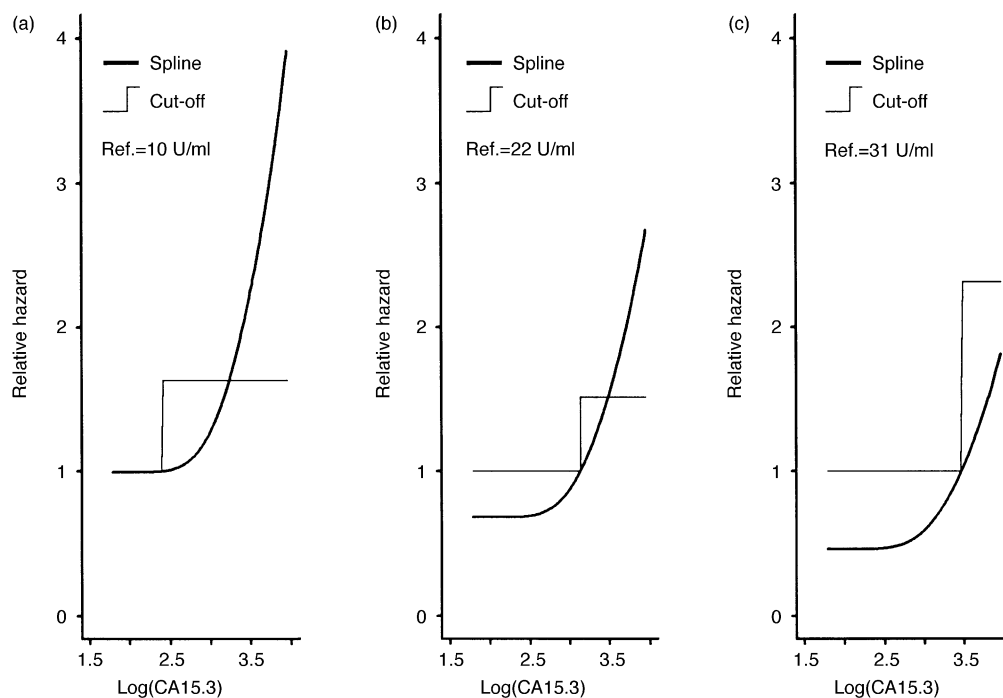 (a)
4
3
2
1
0
Relative hazard
Spline
Cut-off
Ref.=10 U/ml
1.5 2.5 3.5
Log(CA15.3)
(b)
4
3
2
1
0
Relative hazard
Spline
Cut-off
Ref.=22 U/ml
1.5 2.5 3.5
Log(CA15.3)
(c)
4
3
2
1
0
Relative hazard
Spline
Cut-off
Ref.=31 U/ml
1.5 2.5 3.5
Log(CA15.3)